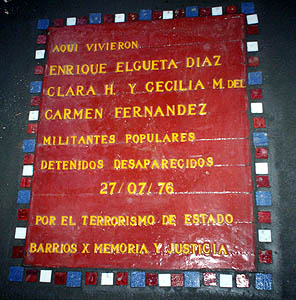 AQUI VIVIERON
ENRIQUE ELGUETA DIAZ
CLARA H. Y CECILIA M. DEL
CARMEN FERNANDEZ
MILITANTES POPULARES
DETENIDOS DESAPARECIDOS
27/07/76
POR EL TERRORISMO DE ESTADO
BARRIOS X MEMORIA Y JUSTICIA